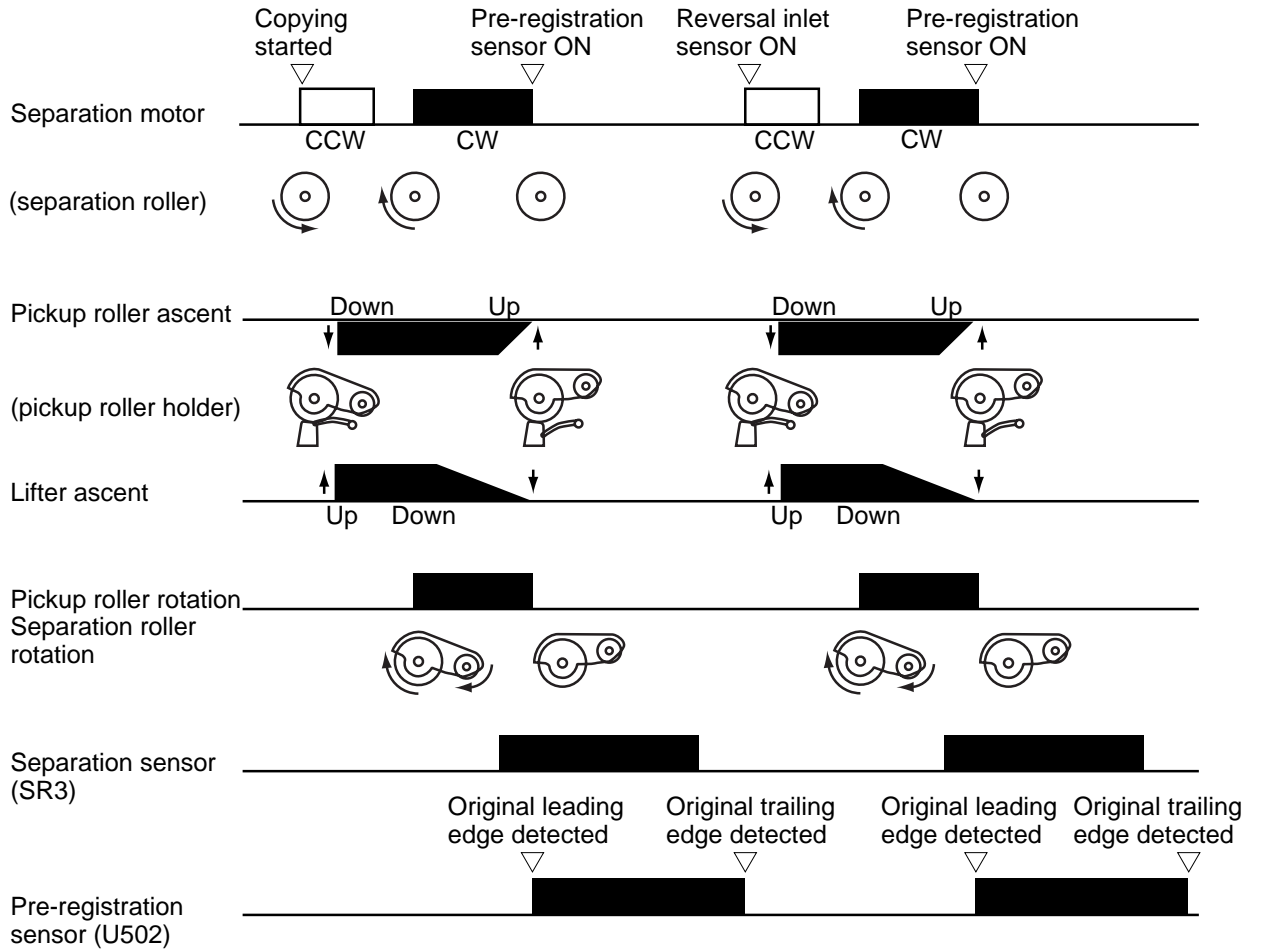 Copying
started
Pre-registration
sensor ON
Reversal inlet
sensor ON
Pre-registration
sensor ON
Separation motor
CCW
CW
CCW
CW
(separation roller)
Pickup roller ascent
Down
Up
Down
Up
(pickup roller holder)
Lifter ascent
Up
Down
Up
Down
Pickup roller rotation
Separation roller
rotation
Separation sensor
(SR3)
Original leading
edge detected
Original trailing
edge detected
Original leading
edge detected
Original trailing
edge detected
Pre-registration
sensor (U502)